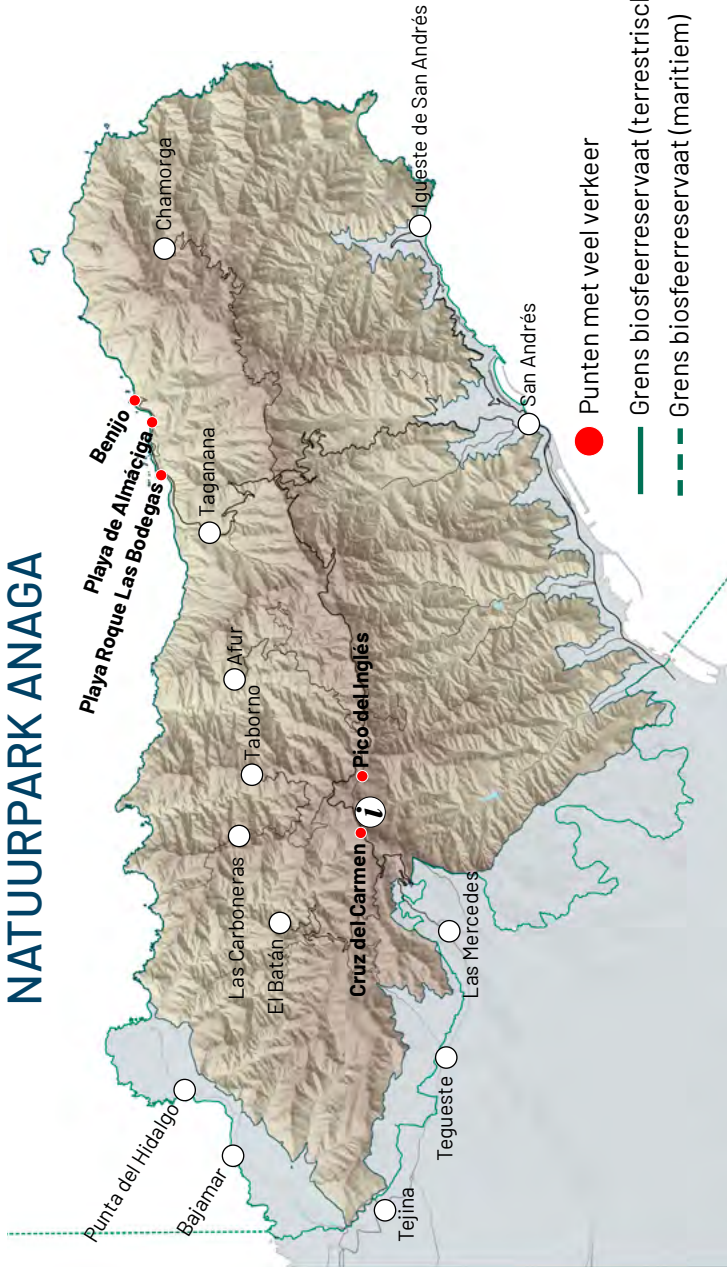 NATUURPARK ANAGA
Benijo
Playa de Almáciga
Playa Roque Las Bodegas
Chamorga
Taganana
Afur
Taborno
Las Carboneras
El Batán
Punta del Hidalgo
Bajamar
Tejina
Tegueste
Las Mercedes
Cruz del Carmen
i
Pico del Inglés
Igueste de San Andrés
San Andrés
Punten met veel verkeer
Grens biosfeerreservaat (terrestrisch
Grens biosfeerreservaat (maritiem)